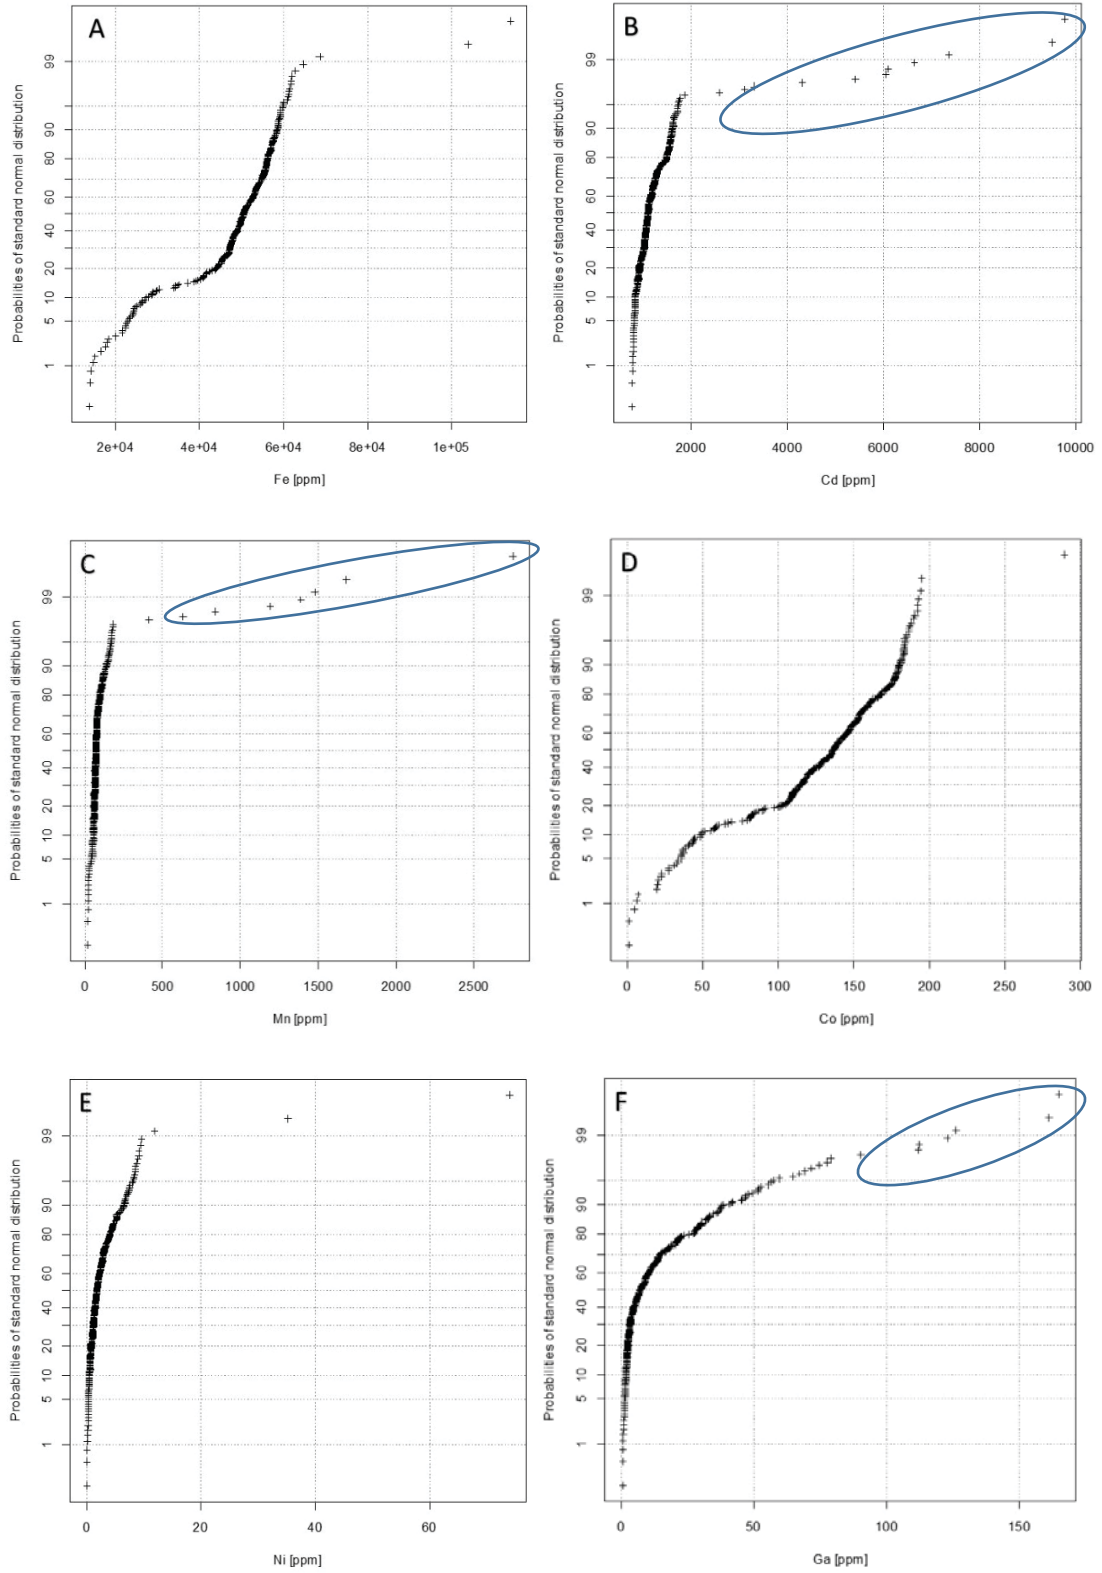 A
Probabilities of standard normal distribution
99
90
80
60
40
20
10
5
1
2e+04 4e+04 6e+04 8e+04 1e+05
Fe [ppm]
B
Probabilities of standard normal distribution
99
90
80
60
40
20
10
5
1
2000 4000 6000 8000 10000
Cd [ppm]
C
Probabilities of standard normal distribution
99
90
80
60
40
20
10
5
1
0 500 1000 1500 2000 2500
Mn [ppm]
D
Probabilities of standard normal distribution
99
90
80
60
40
20
10
5
1
0 50 100 150 200 250 300
Co [ppm]
E
Probabilities of standard normal distribution
99
90
80
60
40
20
10
5
1
0 20 40 60
Ni [ppm]
F
Probabilities of standard normal distribution
99
90
80
60
40
20
10
5
1
0 50 100 150
Ga [ppm]